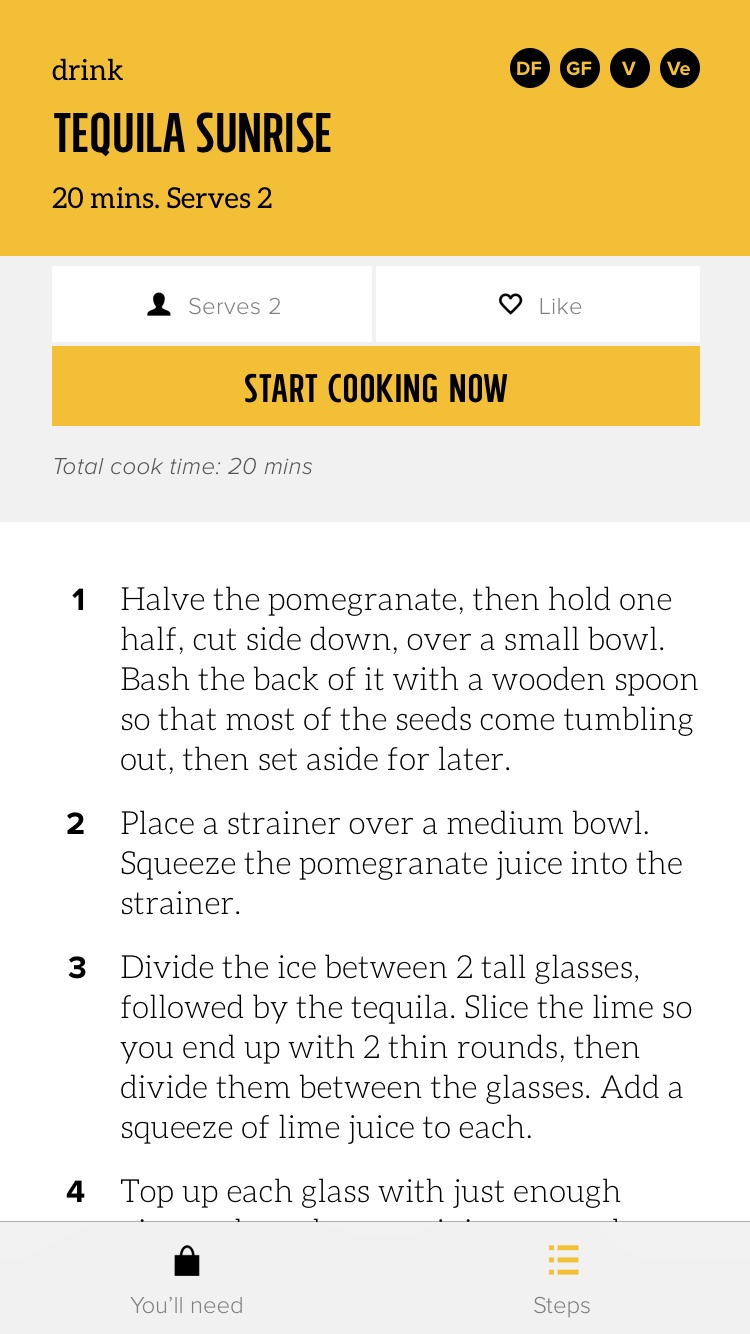 drink
DF GF V Ve
TEQUILA SUNRISE
20 mins. Serves 2
Serves 2
Like
START COOKING NOW
Total cook time: 20 mins
1 Halve the pomegranate, then hold one
half, cut side down, over a small bowl.
Bash the back of it with a wooden spoon
so that most of the seeds come tumbling
out, then set aside for later.
2 Place a strainer over a medium bowl.
Squeeze the pomegranate juice into the
strainer.
3 Divide the ice between 2 tall glasses,
followed by the tequila. Slice the lime so
you end up with 2 thin rounds, then
divide them between the glasses. Add a
squeeze of lime juice to each.
4 Top up each glass with just enough
You'll need
Steps